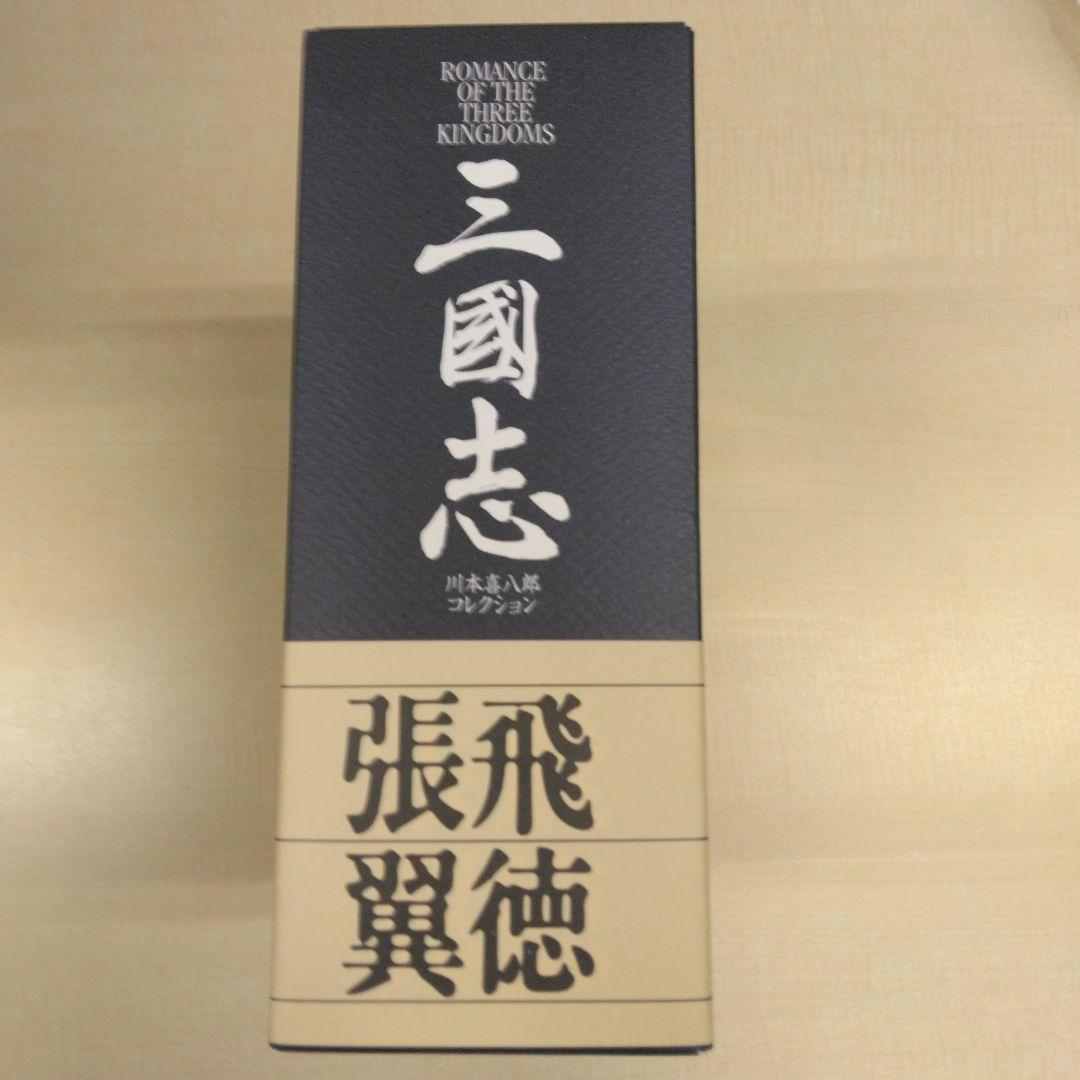 ROMANCE
OF THE
THREE
KINGDOMS
三國志
川本喜八郎
コレクション
張飛
翼徳